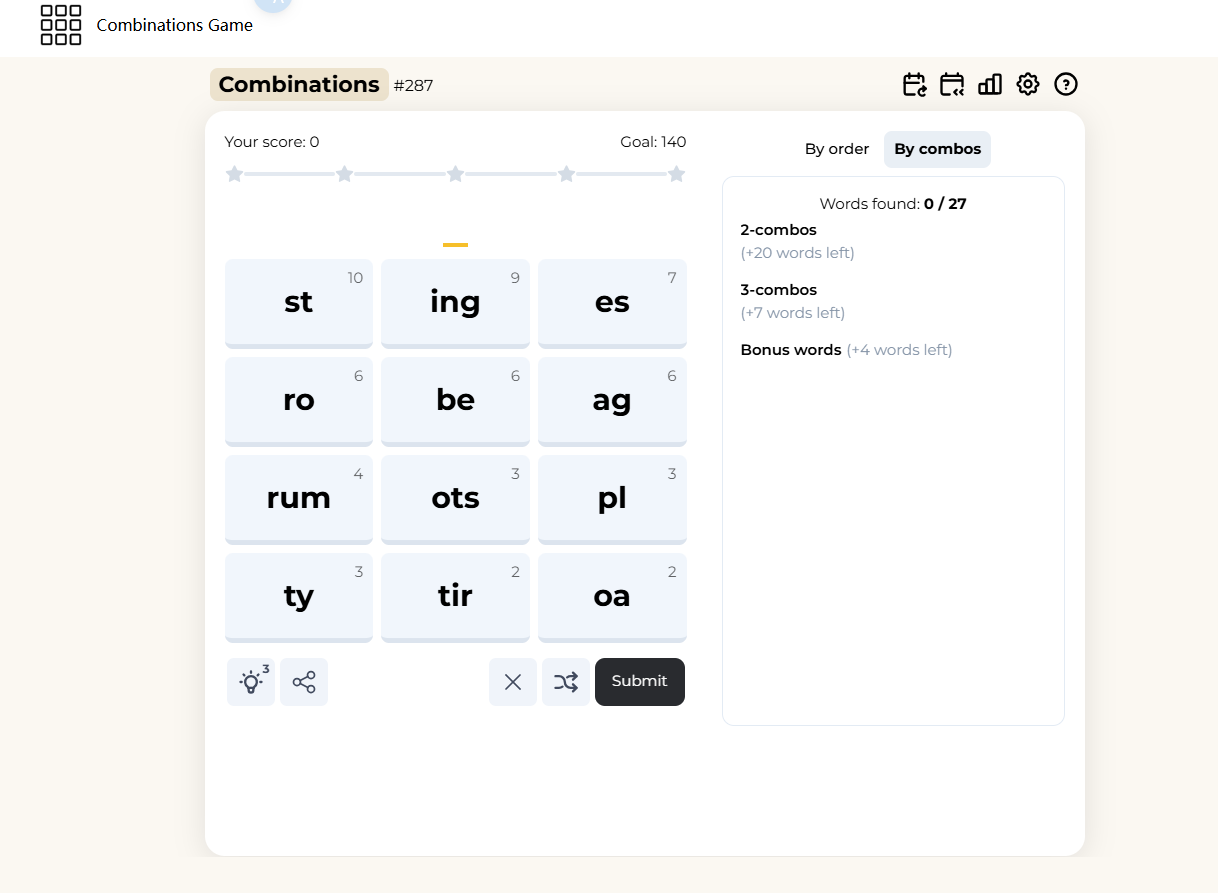 Combinations Game
Combinations #287
Your score: 0 Goal: 140
By order By combos
Words found: 0 / 27
2-combos
(+20 words left)
3-combos
(+7 words left)
Bonus words (+4 words left)
st 10 ing 9 es 7
ro 6 be 6 ag 6
rum 4 ots 3 pl 3
ty 3 tir 2 oa 2
3 Submit